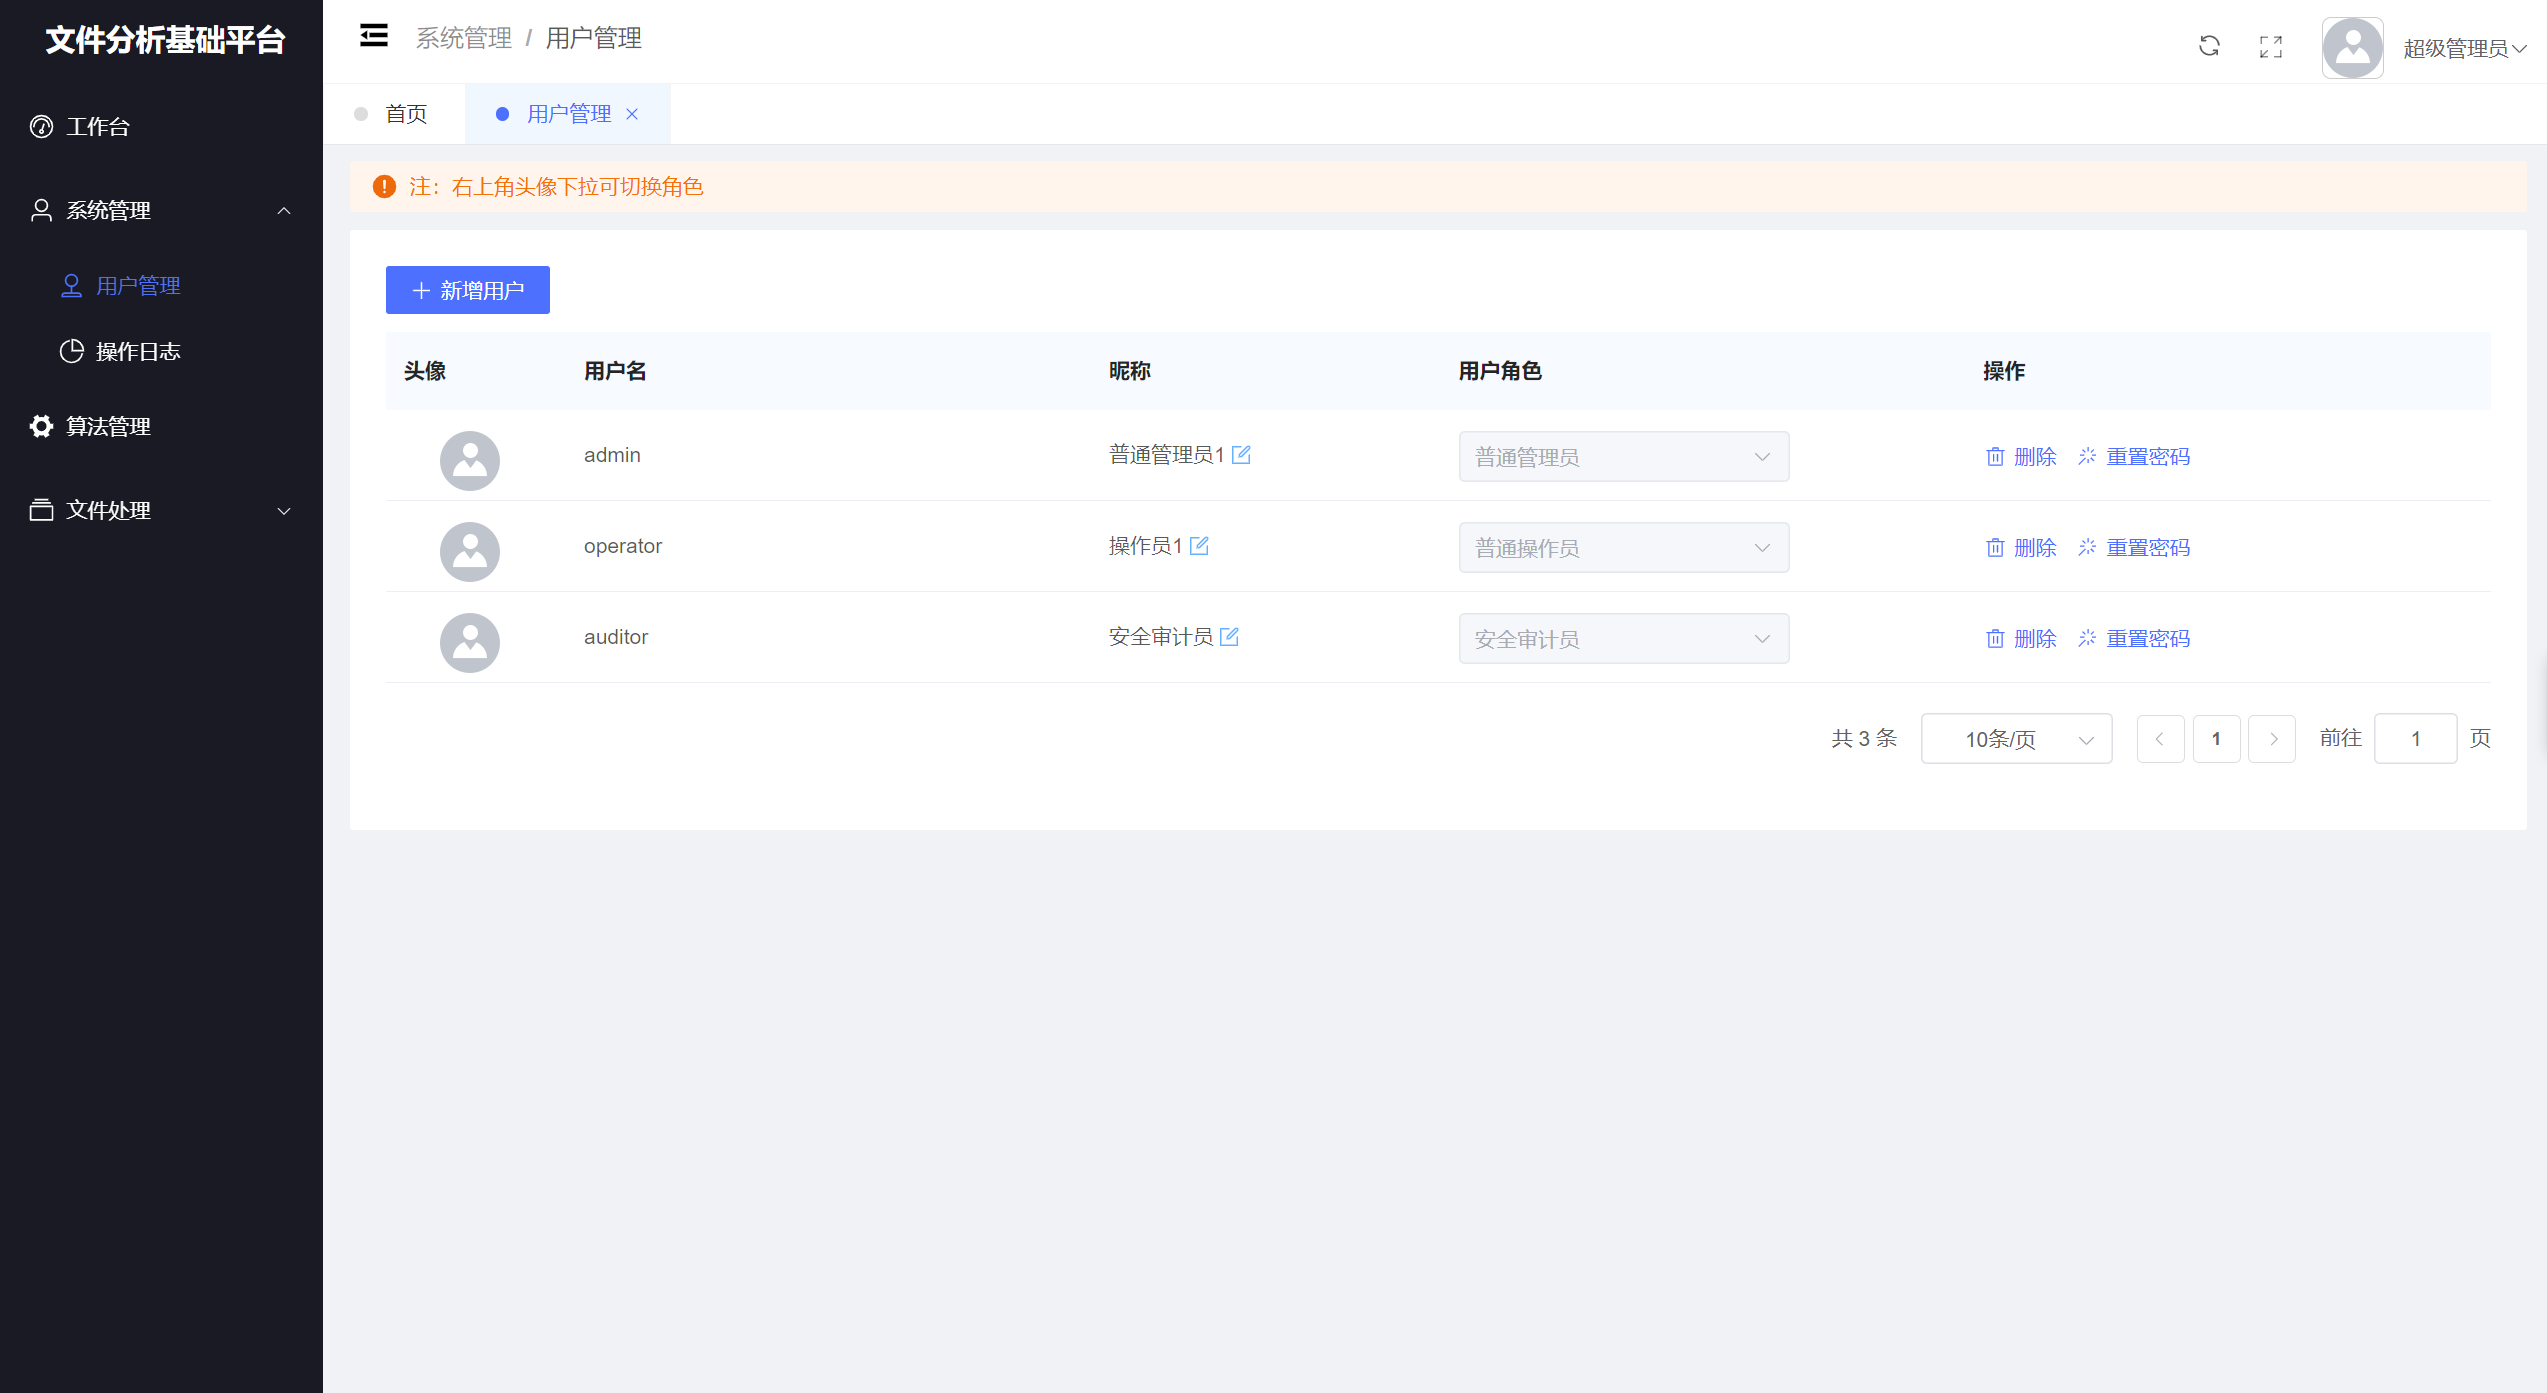 文件分析基础平台
工作台
系统管理
用户管理
操作日志
算法管理
文件处理
系统管理 / 用户管理
超级管理员
首页
用户管理
注：右上角头像下拉可切换角色
新增用户
头像 用户名 昵称 用户角色 操作
admin 普通管理员1 普通管理员 删除 重置密码
operator 操作员1 普通操作员 删除 重置密码
auditor 安全审计员 安全审计员 删除 重置密码
共 3 条 10条/页 1 前往 1 页